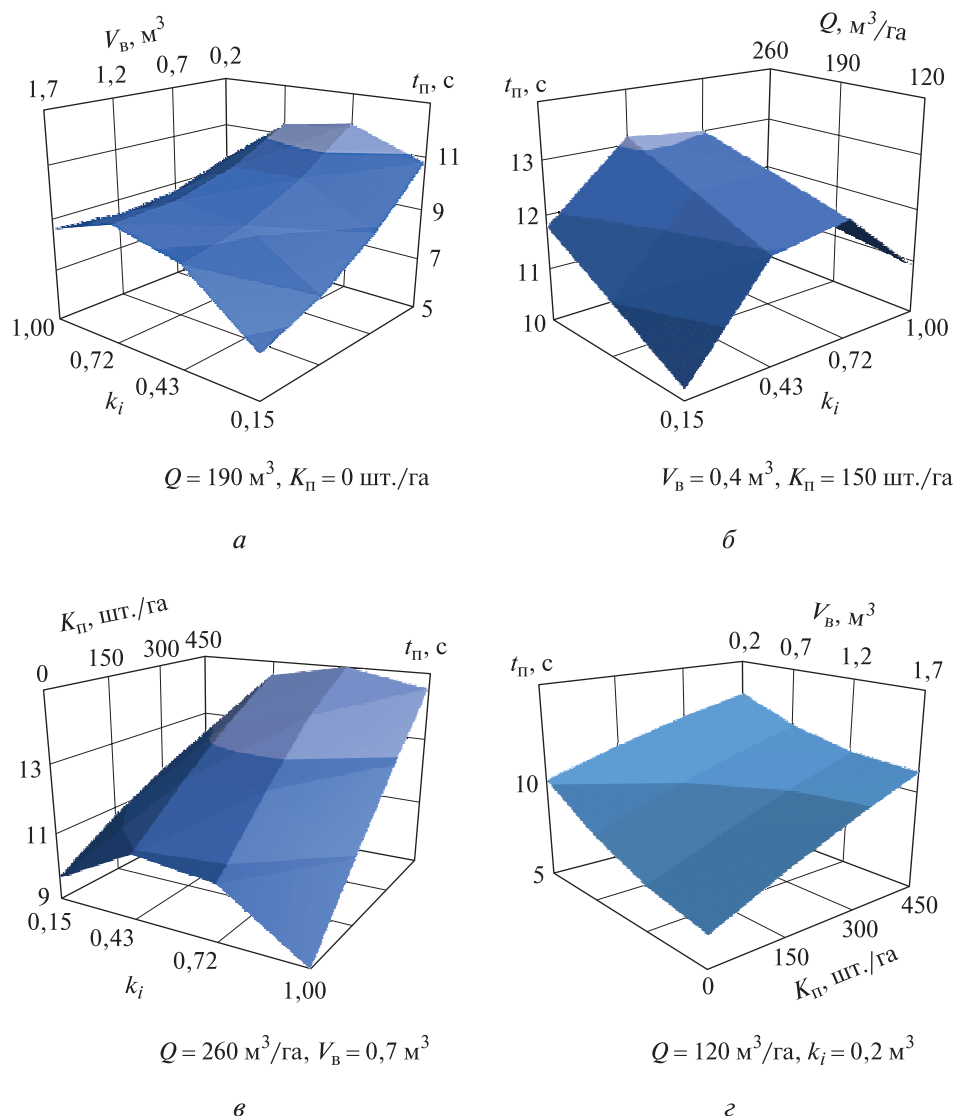 V_в, м³
1,7 1,2 0,7 0,2
t_п, с
11
9
7
5
1,00 0,72 0,43 0,15
k_i
Q = 190 м³, K_п = 0 шт./га
а
Q, м³/га
260 190 120
t_п, с
13
12
11
10
0,15 0,43 0,72 1,00
k_i
V_в = 0,4 м³, K_п = 150 шт./га
б
K_п, шт./га
0 150 300 450
t_п, с
13
11
9
0,15 0,43 0,72 1,00
k_i
Q = 260 м³/га, V_в = 0,7 м³
в
V_в, м³
0,2 0,7 1,2 1,7
t_п, с
10
5
0 150 300 450
K_п, шт./га
Q = 120 м³/га, k_i = 0,2 м³
г